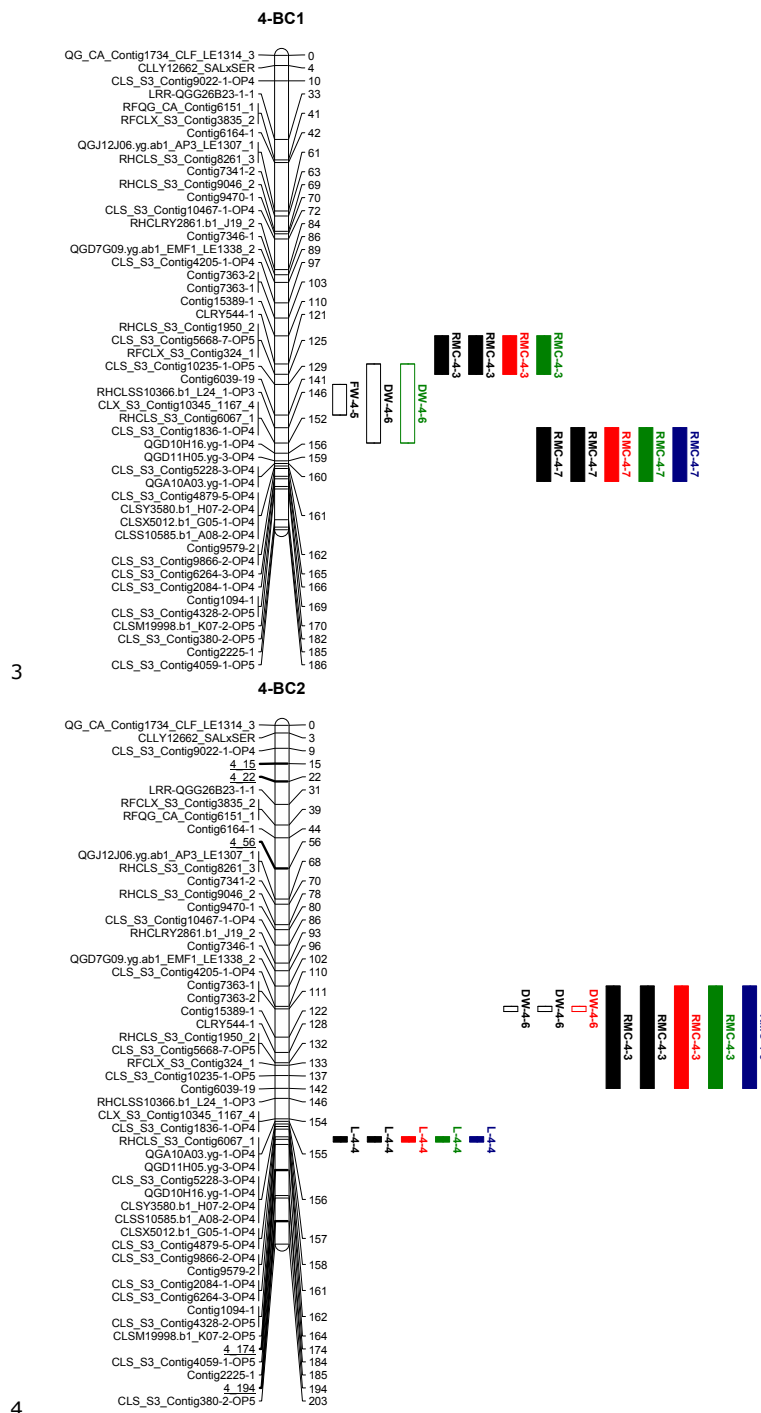 4-BC1
QG_CA_Contig1734_CLF_LE1314_3 0
CLLY12662_SALxSER 4
CLS_S3_Contig9022-1-OP4 10
LRR-QGG26B23-1-1 33
RFQG_CA_Contig6151_1
RFCLX_S3_Contig3835_2 41
Contig6164-1 42
QGJ12J06.yg.ab1_AP3_LE1307_1
RHCLS_S3_Contig8261_3 61
Contig7341-2 63
RHCLS_S3_Contig9046_2 69
Contig9470-1 70
CLS_S3_Contig10467-1-OP4 72
RHCLRY2861.b1_J19_2 84
Contig7346-1 86
QGD7G09.yg.ab1_EMF1_LE1338_2 89
CLS_S3_Contig4205-1-OP4 97
Contig7363-2
Contig7363-1 103
Contig15389-1 110
CLRY544-1 121
RHCLS_S3_Contig1950_2
CLS_S3_Contig5668-7-OP5 125
RFCLX_S3_Contig324_1
CLS_S3_Contig10235-1-OP5 129
Contig6039-19 141
RHCLSS10366.b1_L24_1-OP3 146
CLX_S3_Contig10345_1167_4
RHCLS_S3_Contig6067_1 152
CLS_S3_Contig1836-1-OP4
QGD10H16.yg-1-OP4 156
QGD11H05.yg-3-OP4 159
CLS_S3_Contig5228-3-OP4
QGA10A03.yg-1-OP4 160
CLS_S3_Contig4879-5-OP4
CLSY3580.b1_H07-2-OP4
CLSX5012.b1_G05-1-OP4 161
CLSS10585.b1_A08-2-OP4
Contig9579-2
CLS_S3_Contig9866-2-OP4 162
CLS_S3_Contig6264-3-OP4 165
CLS_S3_Contig2084-1-OP4 166
Contig1094-1
CLS_S3_Contig4328-2-OP5 169
CLSM19998.b1_K07-2-OP5 170
CLS_S3_Contig380-2-OP5 182
Contig2225-1 185
CLS_S3_Contig4059-1-OP5 186
FW-4-5
DW-4-6
DW-4-6
RMC-4-3
RMC-4-3
RMC-4-3
RMC-4-3
RMC-4-7
RMC-4-7
RMC-4-7
RMC-4-7
RMC-4-7
3
4-BC2
QG_CA_Contig1734_CLF_LE1314_3 0
CLLY12662_SALxSER 3
CLS_S3_Contig9022-1-OP4 9
4_15 15
4_22 22
LRR-QGG26B23-1-1 31
RFCLX_S3_Contig3835_2
RFQG_CA_Contig6151_1 39
Contig6164-1 44
4_56 56
QGJ12J06.yg.ab1_AP3_LE1307_1
RHCLS_S3_Contig8261_3 68
Contig7341-2 70
RHCLS_S3_Contig9046_2 78
Contig9470-1 80
CLS_S3_Contig10467-1-OP4 86
RHCLRY2861.b1_J19_2 93
Contig7346-1 96
QGD7G09.yg.ab1_EMF1_LE1338_2 102
CLS_S3_Contig4205-1-OP4 110
Contig7363-1
Contig7363-2 111
Contig15389-1 122
CLRY544-1 128
RHCLS_S3_Contig1950_2
CLS_S3_Contig5668-7-OP5 132
RFCLX_S3_Contig324_1 133
CLS_S3_Contig10235-1-OP5 137
Contig6039-19 142
RHCLSS10366.b1_L24_1-OP3 146
CLX_S3_Contig10345_1167_4
CLS_S3_Contig1836-1-OP4 154
RHCLS_S3_Contig6067_1
QGA10A03.yg-1-OP4 155
QGD11H05.yg-3-OP4
CLS_S3_Contig5228-3-OP4
QGD10H16.yg-1-OP4 156
CLSY3580.b1_H07-2-OP4
CLSS10585.b1_A08-2-OP4
CLSX5012.b1_G05-1-OP4 157
CLS_S3_Contig4879-5-OP4
CLS_S3_Contig9866-2-OP4 158
Contig9579-2
CLS_S3_Contig2084-1-OP4 161
CLS_S3_Contig6264-3-OP4
Contig1094-1 162
CLS_S3_Contig4328-2-OP5
CLSM19998.b1_K07-2-OP5 164
4_174 174
CLS_S3_Contig4059-1-OP5 184
Contig2225-1 185
4_194 194
CLS_S3_Contig380-2-OP5 203
L-4-4
L-4-4
L-4-4
L-4-4
L-4-4
DW-4-6
DW-4-6
DW-4-6
RMC-4-3
RMC-4-3
RMC-4-3
RMC-4-3
4